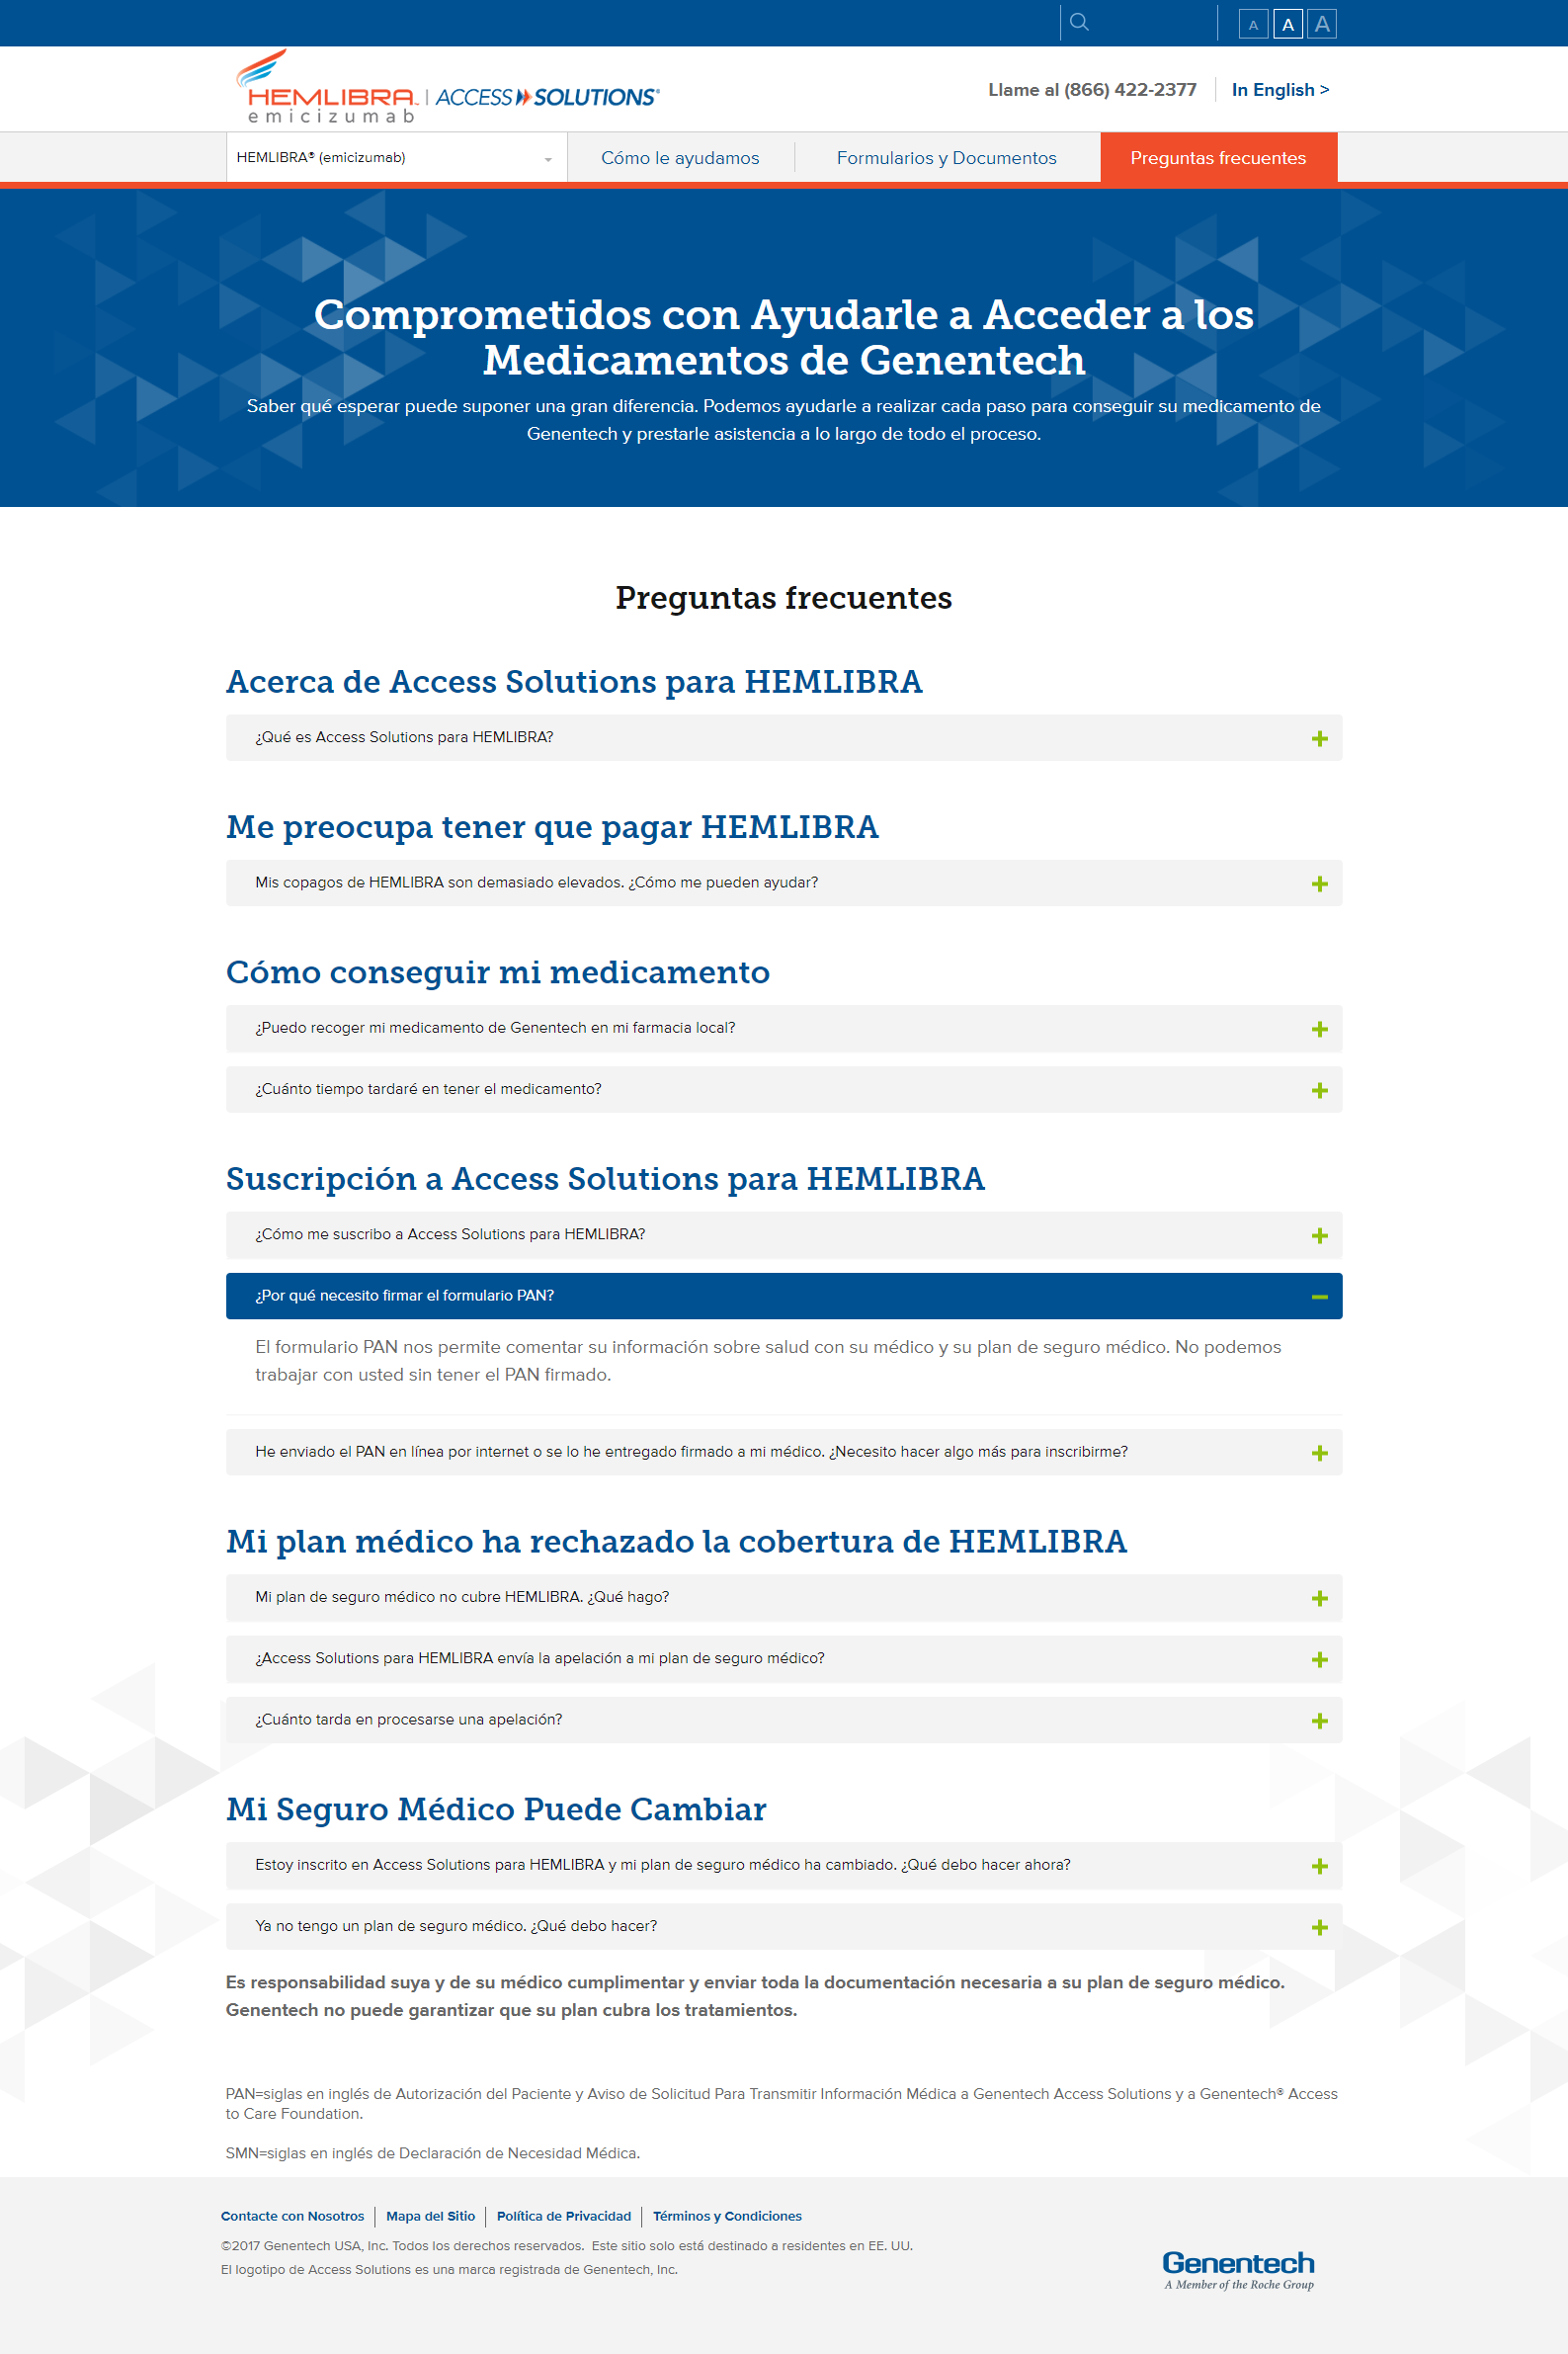 A A A
HEMLIBRA™ | ACCESS SOLUTIONS®
emicizumab
Llame al (866) 422-2377
In English >
HEMLIBRA® (emicizumab)
Cómo le ayudamos
Formularios y Documentos
Preguntas frecuentes
Comprometidos con Ayudarle a Acceder a los
Medicamentos de Genentech
Saber qué esperar puede suponer una gran diferencia. Podemos ayudarle a realizar cada paso para conseguir su medicamento de
Genentech y prestarle asistencia a lo largo de todo el proceso.
Preguntas frecuentes
Acerca de Access Solutions para HEMLIBRA
¿Qué es Access Solutions para HEMLIBRA?
Me preocupa tener que pagar HEMLIBRA
Mis copagos de HEMLIBRA son demasiado elevados. ¿Cómo me pueden ayudar?
Cómo conseguir mi medicamento
¿Puedo recoger mi medicamento de Genentech en mi farmacia local?
¿Cuánto tiempo tardaré en tener el medicamento?
Suscripción a Access Solutions para HEMLIBRA
¿Cómo me suscribo a Access Solutions para HEMLIBRA?
¿Por qué necesito firmar el formulario PAN?
El formulario PAN nos permite comentar su información sobre salud con su médico y su plan de seguro médico. No podemos
trabajar con usted sin tener el PAN firmado.
He enviado el PAN en línea por internet o se lo he entregado firmado a mi médico. ¿Necesito hacer algo más para inscribirme?
Mi plan médico ha rechazado la cobertura de HEMLIBRA
Mi plan de seguro médico no cubre HEMLIBRA. ¿Qué hago?
¿Access Solutions para HEMLIBRA envía la apelación a mi plan de seguro médico?
¿Cuánto tarda en procesarse una apelación?
Mi Seguro Médico Puede Cambiar
Estoy inscrito en Access Solutions para HEMLIBRA y mi plan de seguro médico ha cambiado. ¿Qué debo hacer ahora?
Ya no tengo un plan de seguro médico. ¿Qué debo hacer?
Es responsabilidad suya y de su médico cumplimentar y enviar toda la documentación necesaria a su plan de seguro médico.
Genentech no puede garantizar que su plan cubra los tratamientos.
PAN=siglas en inglés de Autorización del Paciente y Aviso de Solicitud Para Transmitir Información Médica a Genentech Access Solutions y a Genentech® Access
to Care Foundation.
SMN=siglas en inglés de Declaración de Necesidad Médica.
Contacte con Nosotros
Mapa del Sitio
Política de Privacidad
Términos y Condiciones
©2017 Genentech USA, Inc. Todos los derechos reservados. Este sitio solo está destinado a residentes en EE. UU.
El logotipo de Access Solutions es una marca registrada de Genentech, Inc.
Genentech
A Member of the Roche Group